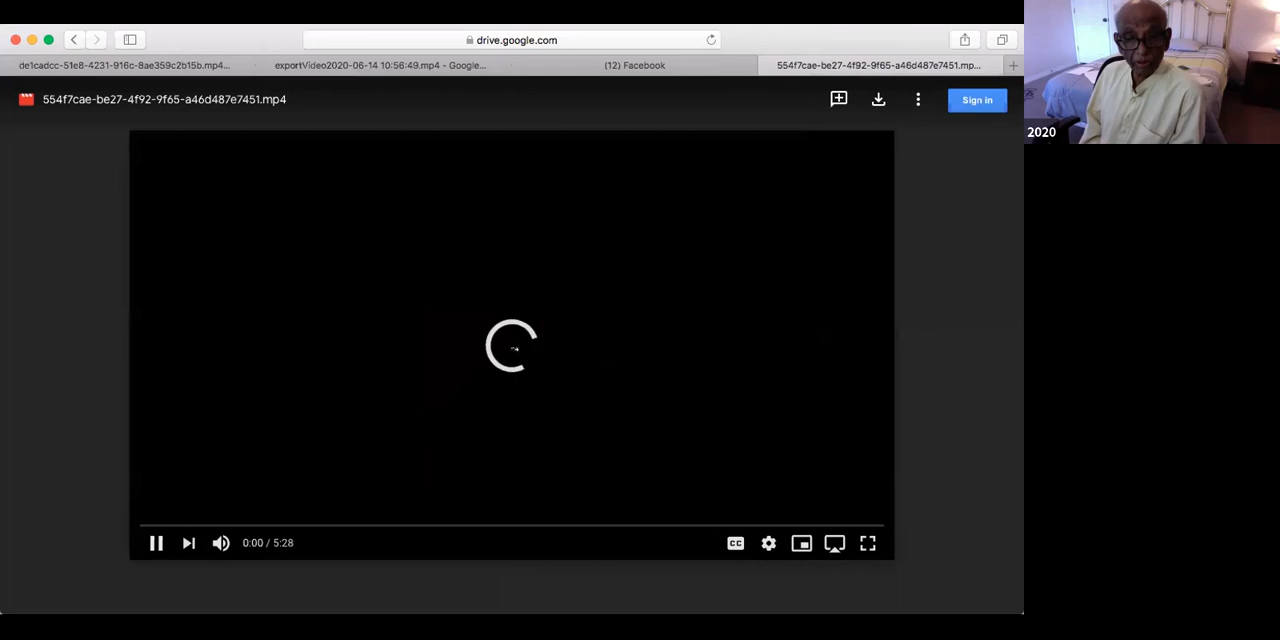 drive.google.com
de1cadcc-51e8-4231-916c-8ae359c2b15b.mp4...
exportVideo2020-06-14 10:56:49.mp4 - Google...
(12) Facebook
554f7cae-be27-4f92-9f65-a46d487e7451.mp...
554f7cae-be27-4f92-9f65-a46d487e7451.mp4
Sign in
2020
0:00 / 5:28
CC